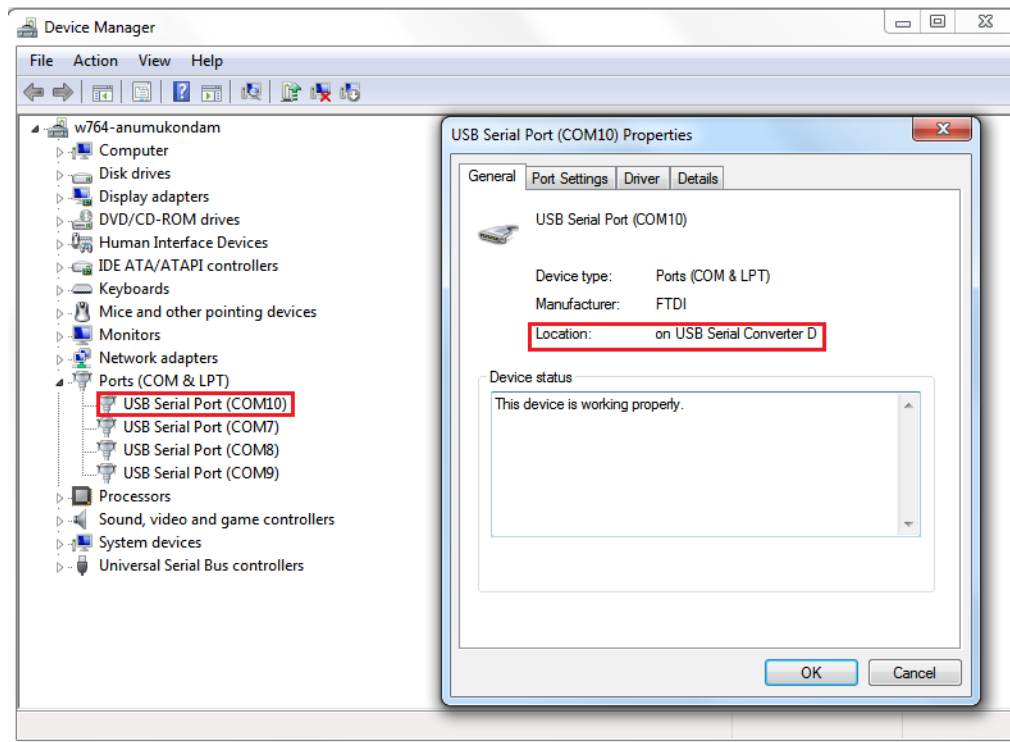 Device Manager
File Action View Help
w764-anumukondam
Computer
Disk drives
Display adapters
DVD/CD-ROM drives
Human Interface Devices
IDE ATA/ATAPI controllers
Keyboards
Mice and other pointing devices
Monitors
Network adapters
Ports (COM & LPT)
USB Serial Port (COM10)
USB Serial Port (COM7)
USB Serial Port (COM8)
USB Serial Port (COM9)
Processors
Sound, video and game controllers
System devices
Universal Serial Bus controllers
USB Serial Port (COM10) Properties
General Port Settings Driver Details
USB Serial Port (COM10)
Device type: Ports (COM & LPT)
Manufacturer: FTDI
Location: on USB Serial Converter D
Device status
This device is working properly.
OK Cancel